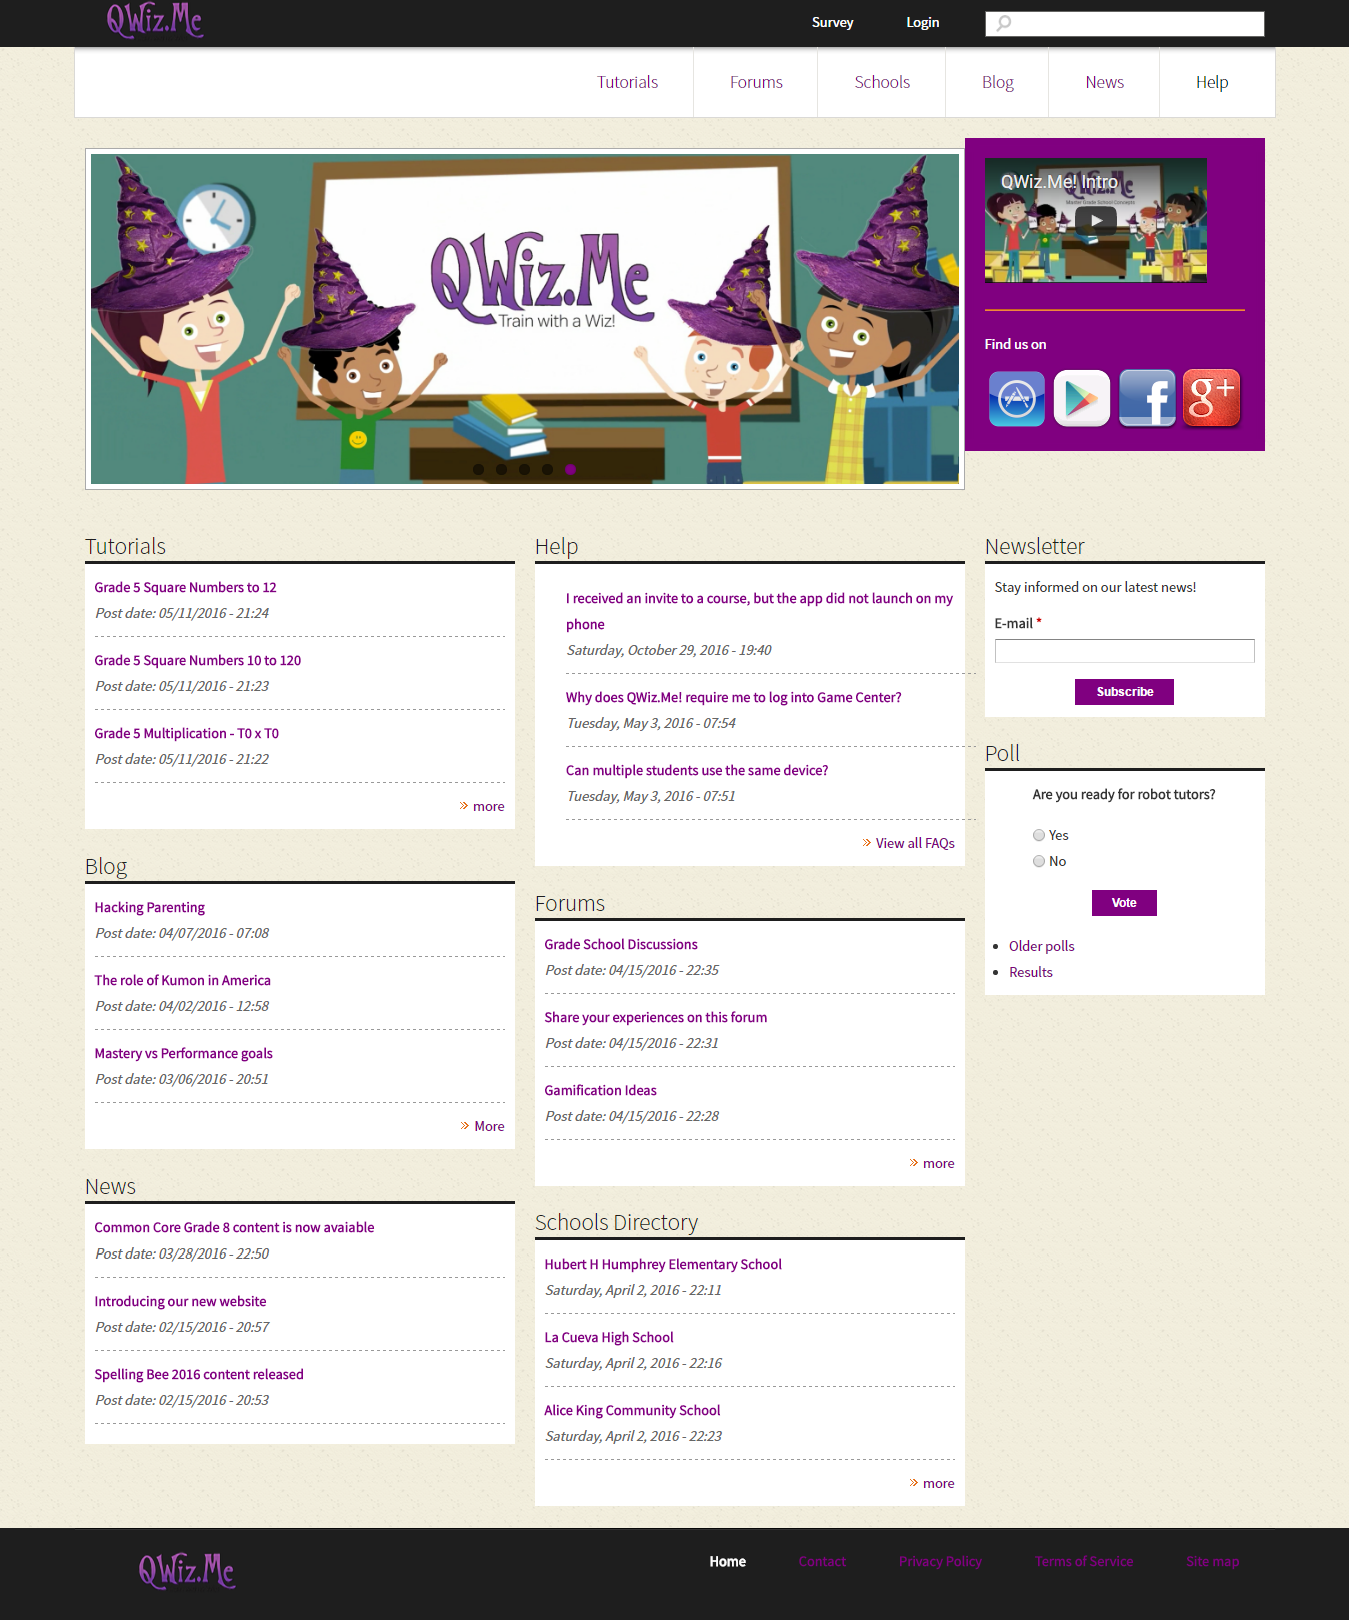 QWiz.Me
Survey
Login
Tutorials
Forums
Schools
Blog
News
Help
QWiz.Me
Train with a Wiz!
QWiz.Me! Intro
QWiz.Me
Master Grade School Concepts
Find us on
g+
Tutorials
Grade 5 Square Numbers to 12
Post date: 05/11/2016 - 21:24
Grade 5 Square Numbers 10 to 120
Post date: 05/11/2016 - 21:23
Grade 5 Multiplication - T0 x T0
Post date: 05/11/2016 - 21:22
more
Blog
Hacking Parenting
Post date: 04/07/2016 - 07:08
The role of Kumon in America
Post date: 04/02/2016 - 12:58
Mastery vs Performance goals
Post date: 03/06/2016 - 20:51
More
News
Common Core Grade 8 content is now avaiable
Post date: 03/28/2016 - 22:50
Introducing our new website
Post date: 02/15/2016 - 20:57
Spelling Bee 2016 content released
Post date: 02/15/2016 - 20:53
Help
I received an invite to a course, but the app did not launch on my
phone
Saturday, October 29, 2016 - 19:40
Why does QWiz.Me! require me to log into Game Center?
Tuesday, May 3, 2016 - 07:54
Can multiple students use the same device?
Tuesday, May 3, 2016 - 07:51
View all FAQs
Forums
Grade School Discussions
Post date: 04/15/2016 - 22:35
Share your experiences on this forum
Post date: 04/15/2016 - 22:31
Gamification Ideas
Post date: 04/15/2016 - 22:28
more
Schools Directory
Hubert H Humphrey Elementary School
Saturday, April 2, 2016 - 22:11
La Cueva High School
Saturday, April 2, 2016 - 22:16
Alice King Community School
Saturday, April 2, 2016 - 22:23
more
Newsletter
Stay informed on our latest news!
E-mail *
Subscribe
Poll
Are you ready for robot tutors?
Yes
No
Vote
Older polls
Results
QWiz.Me
Home
Contact
Privacy Policy
Terms of Service
Site map